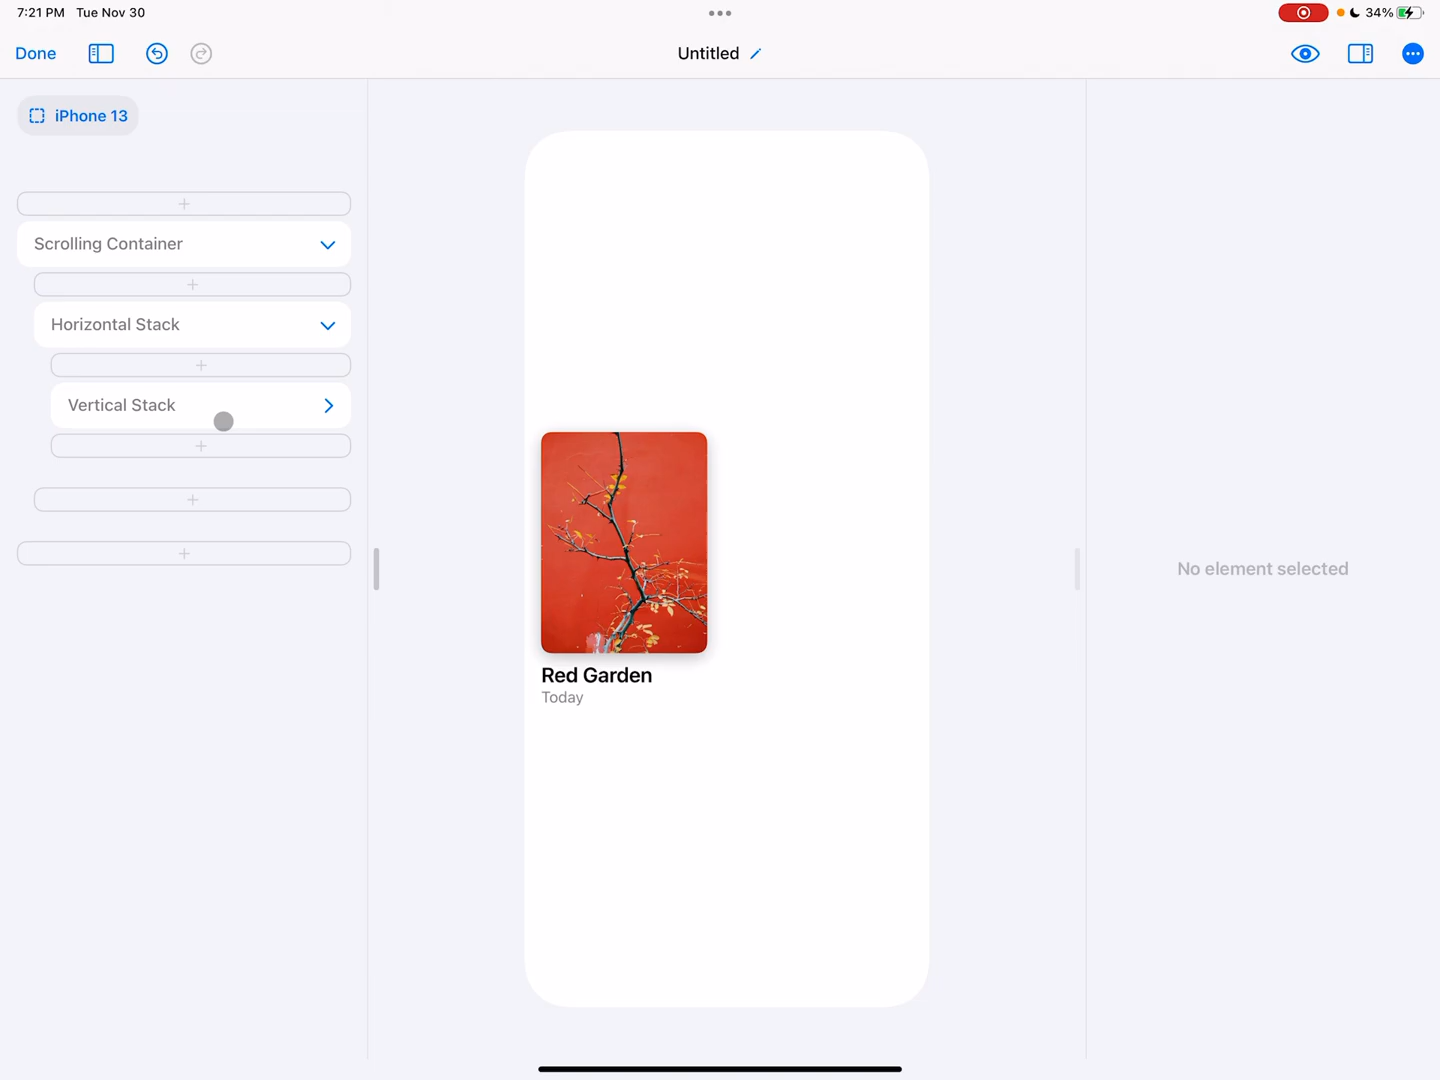 7:21 PM Tue Nov 30
34%
Done
Untitled
iPhone 13
Scrolling Container
Horizontal Stack
Vertical Stack
Red Garden
Today
No element selected